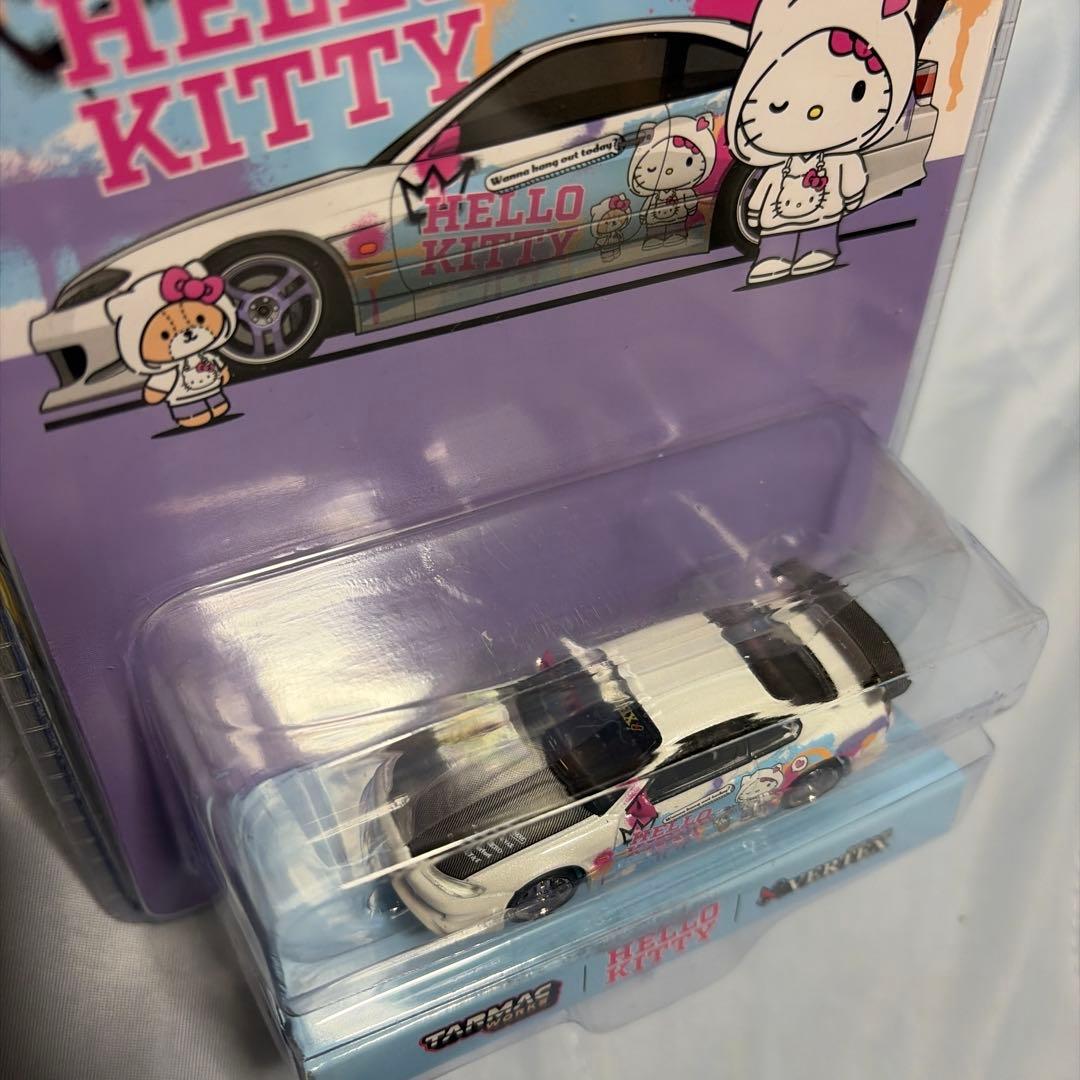 HELLO
KITTY
Wanna hang out today?
HELLO
KITTY
HELLO
KITTY
TARMAC
WORKS
HELLO
KITTY
VERTEX